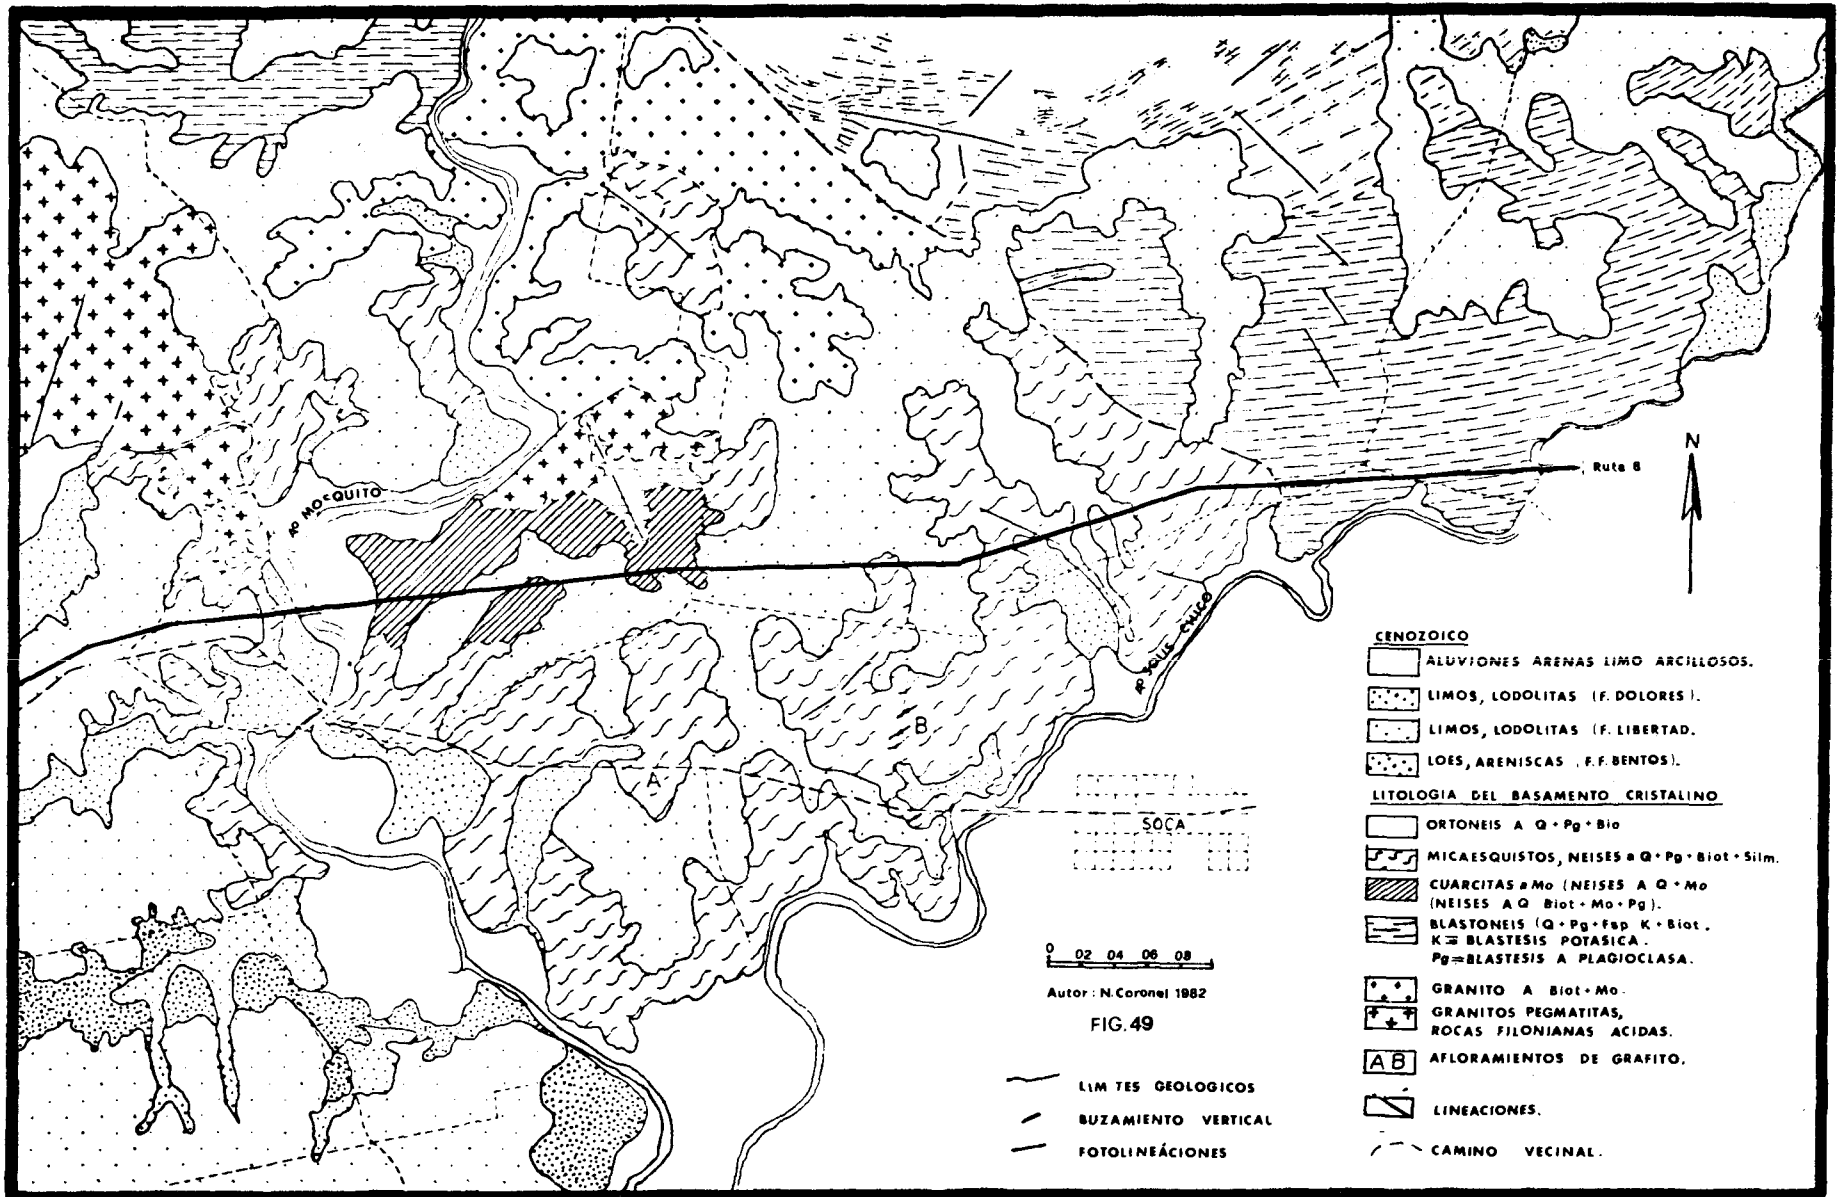 Ao MOSQUITO
Ruta 8
N
Ao SOLIS CHICO
B
A
SOCA
CENOZOICO
ALUVIONES ARENAS LIMO ARCILLOSOS.
LIMOS, LODOLITAS (F. DOLORES).
LIMOS, LODOLITAS (F. LIBERTAD.
LOES, ARENISCAS (F.F. BENTOS).
LITOLOGIA DEL BASAMENTO CRISTALINO
ORTONEIS A Q+Pg+Bio
MICAESQUISTOS, NEISES a Q+Pg+Biot+Silm.
CUARCITAS a Mo (NEISES A Q+Mo
(NEISES A Q Biot+Mo+Pg).
BLASTONEIS (Q+Pg+Fsp K+Biot.
K= BLASTESIS POTASICA.
Pg=BLASTESIS A PLAGIOCLASA.
GRANITO A Biot+Mo.
GRANITOS PEGMATITAS,
ROCAS FILONIANAS ACIDAS.
AB AFLORAMIENTOS DE GRAFITO.
LINEACIONES.
CAMINO VECINAL.
0 02 04 06 08
Autor: N. Coronel 1982
FIG. 49
LIM TES GEOLOGICOS
BUZAMIENTO VERTICAL
FOTOLINEÁCIONES